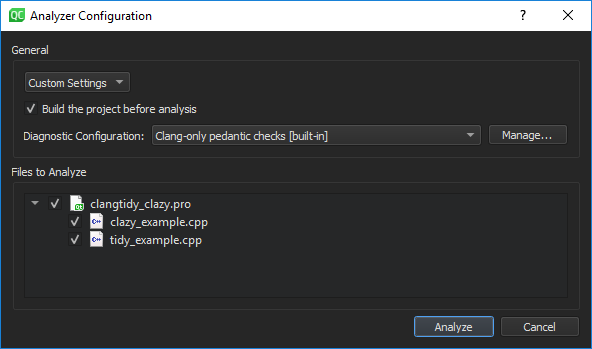 QC Analyzer Configuration ?
General
Custom Settings
Build the project before analysis
Diagnostic Configuration: Clang-only pedantic checks [built-in] Manage...
Files to Analyze
clangtidy_clazy.pro
C++ clazy_example.cpp
C++ tidy_example.cpp
Analyze Cancel